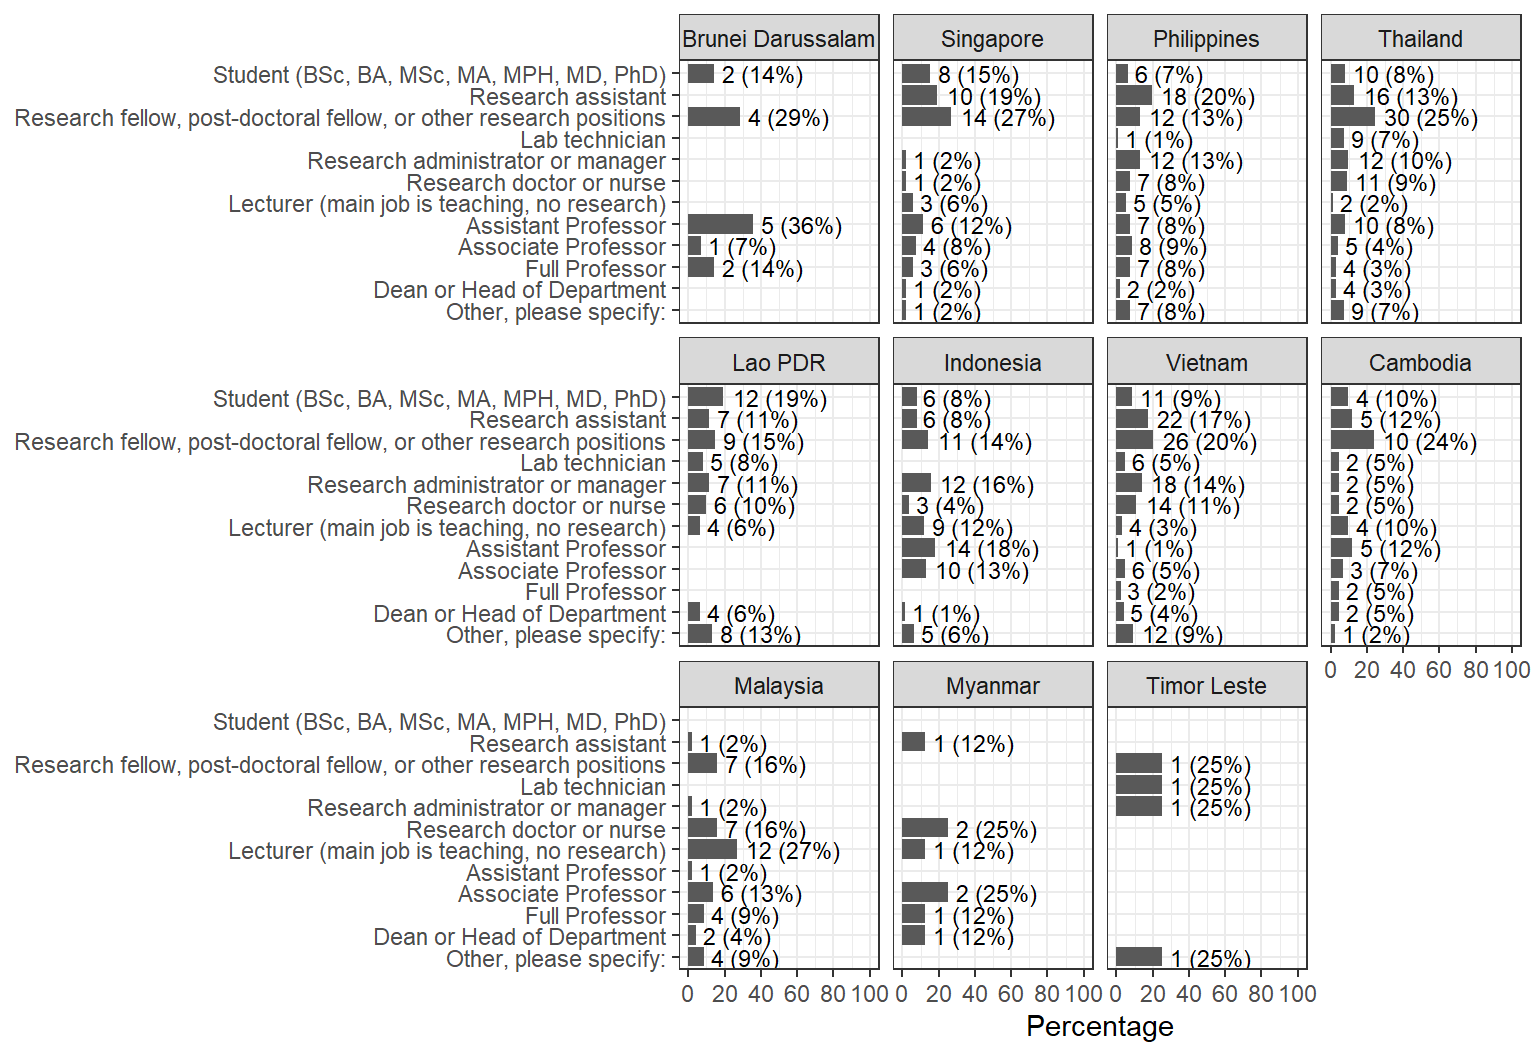 Brunei Darussalam Singapore Philippines Thailand
Student (BSc, BA, MSc, MA, MPH, MD, PhD) 2 (14%) 8 (15%) 6 (7%) 10 (8%)
Research assistant 10 (19%) 18 (20%) 16 (13%)
Research fellow, post-doctoral fellow, or other research positions 4 (29%) 14 (27%) 12 (13%) 30 (25%)
Lab technician 1 (1%) 9 (7%)
Research administrator or manager 1 (2%) 12 (13%) 12 (10%)
Research doctor or nurse 1 (2%) 7 (8%) 11 (9%)
Lecturer (main job is teaching, no research) 3 (6%) 5 (5%) 2 (2%)
Assistant Professor 5 (36%) 6 (12%) 7 (8%) 10 (8%)
Associate Professor 1 (7%) 4 (8%) 8 (9%) 5 (4%)
Full Professor 2 (14%) 3 (6%) 7 (8%) 4 (3%)
Dean or Head of Department 1 (2%) 2 (2%) 4 (3%)
Other, please specify: 1 (2%) 7 (8%) 9 (7%)
Lao PDR Indonesia Vietnam Cambodia
Student (BSc, BA, MSc, MA, MPH, MD, PhD) 12 (19%) 6 (8%) 11 (9%) 4 (10%)
Research assistant 7 (11%) 6 (8%) 22 (17%) 5 (12%)
Research fellow, post-doctoral fellow, or other research positions 9 (15%) 11 (14%) 26 (20%) 10 (24%)
Lab technician 5 (8%) 6 (5%) 2 (5%)
Research administrator or manager 7 (11%) 12 (16%) 18 (14%) 2 (5%)
Research doctor or nurse 6 (10%) 3 (4%) 14 (11%) 2 (5%)
Lecturer (main job is teaching, no research) 4 (6%) 9 (12%) 4 (3%) 4 (10%)
Assistant Professor 14 (18%) 1 (1%) 5 (12%)
Associate Professor 10 (13%) 6 (5%) 3 (7%)
Full Professor 3 (2%) 2 (5%)
Dean or Head of Department 4 (6%) 1 (1%) 5 (4%) 2 (5%)
Other, please specify: 8 (13%) 5 (6%) 12 (9%) 1 (2%)
0 20 40 60 80 100
Malaysia Myanmar Timor Leste
Student (BSc, BA, MSc, MA, MPH, MD, PhD)
Research assistant 1 (2%) 1 (12%)
Research fellow, post-doctoral fellow, or other research positions 7 (16%) 1 (25%)
Lab technician 1 (25%)
Research administrator or manager 1 (2%) 1 (25%)
Research doctor or nurse 7 (16%) 2 (25%)
Lecturer (main job is teaching, no research) 12 (27%) 1 (12%)
Assistant Professor 1 (2%)
Associate Professor 6 (13%) 2 (25%)
Full Professor 4 (9%) 1 (12%)
Dean or Head of Department 2 (4%) 1 (12%)
Other, please specify: 4 (9%) 1 (25%)
0 20 40 60 80 100 0 20 40 60 80 100 0 20 40 60 80 100
Percentage